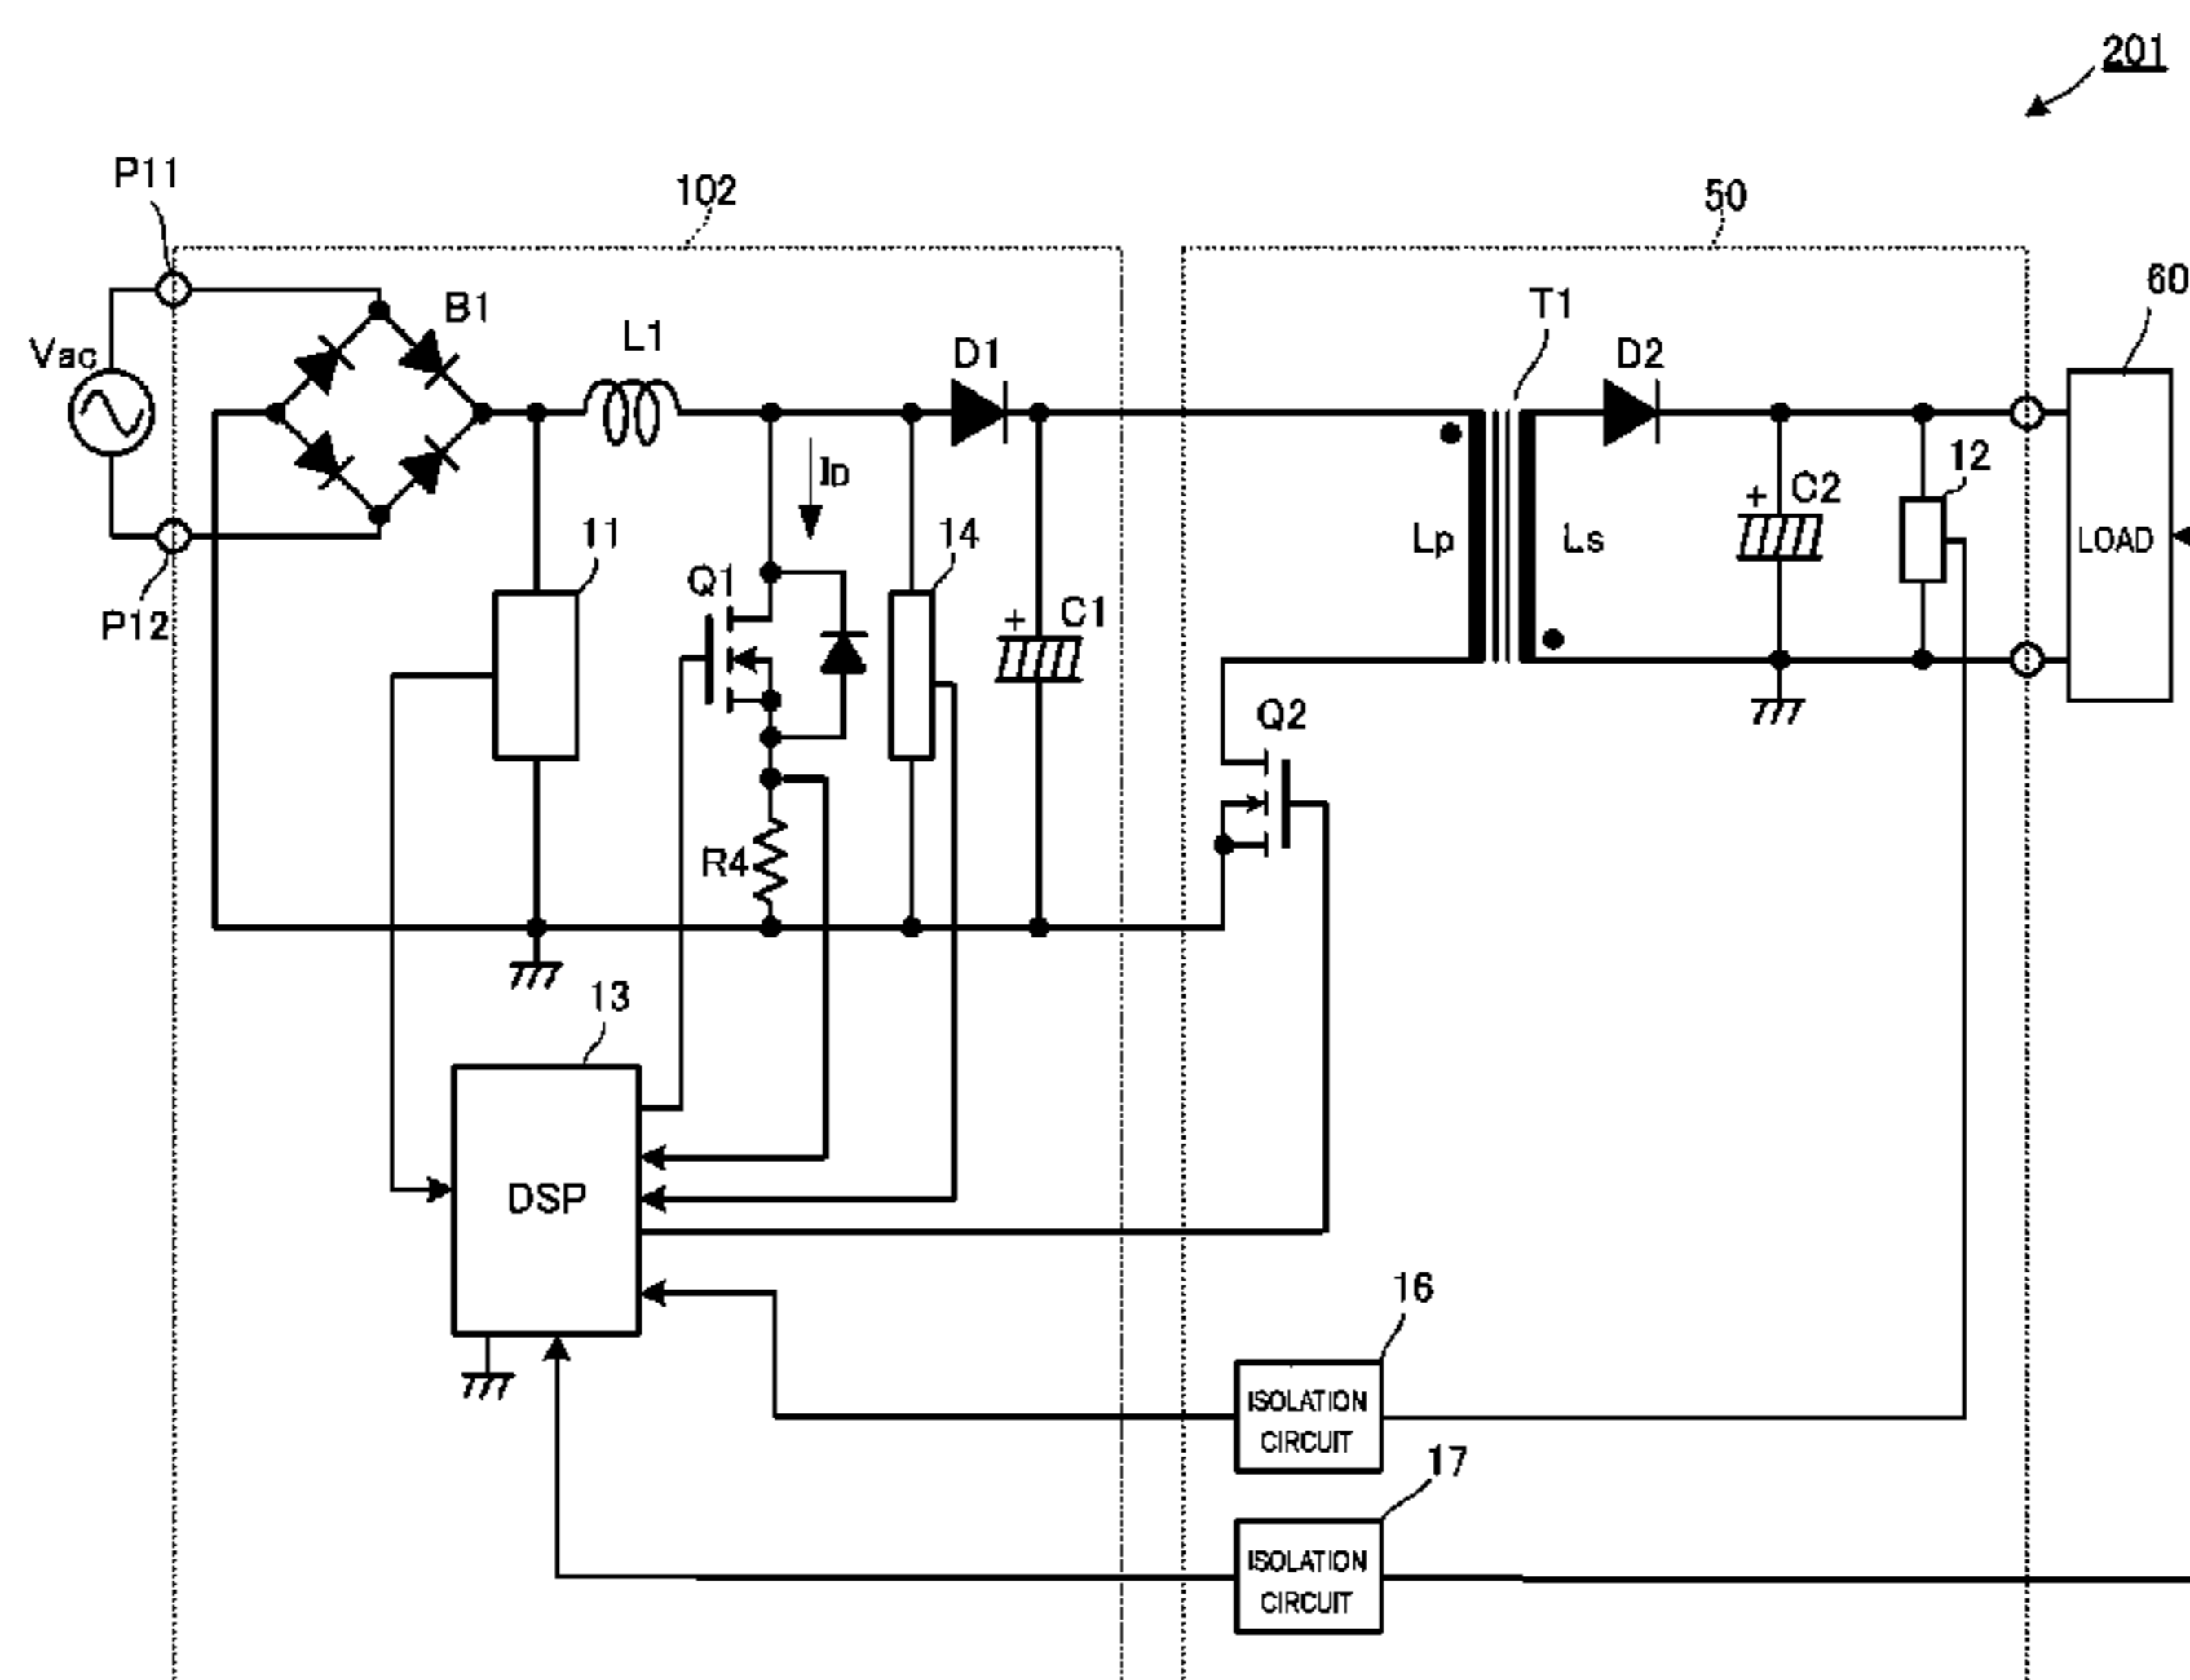 201
P11
102
50
60
B1
T1
Vac
L1
D1
D2
ID
12
+ C2
11
14
Lp
Ls
LOAD
Q1
+ C1
P12
Q2
R4
13
DSP
16
ISOLATION
CIRCUIT
17
ISOLATION
CIRCUIT